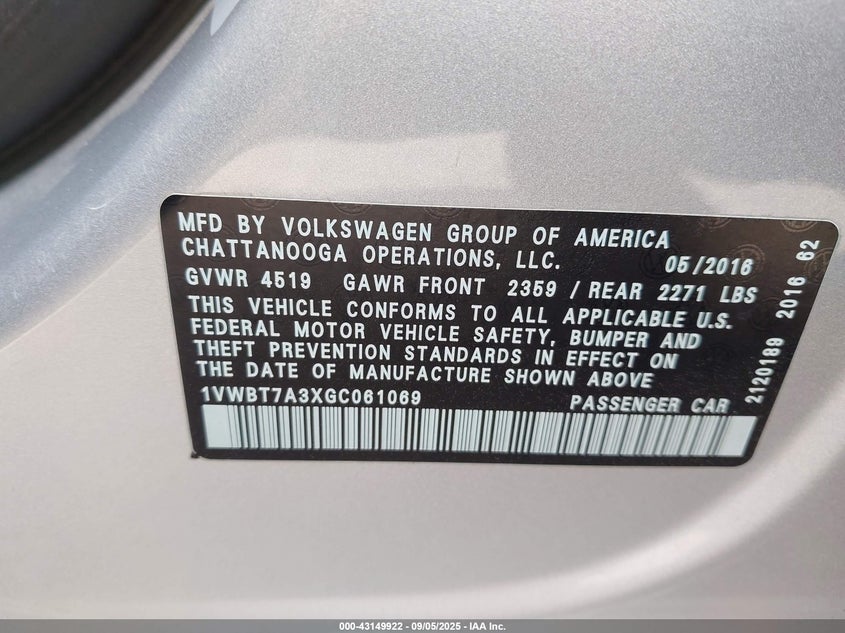 MFD BY VOLKSWAGEN GROUP OF AMERICA
CHATTANOOGA OPERATIONS, LLC. 05/2016
GVWR 4519 GAWR FRONT 2359 / REAR 2271 LBS
THIS VEHICLE CONFORMS TO ALL APPLICABLE U.S.
FEDERAL MOTOR VEHICLE SAFETY, BUMPER AND
THEFT PREVENTION STANDARDS IN EFFECT ON
THE DATE OF MANUFACTURE SHOWN ABOVE
1VWBT7A3XGC061069 PASSENGER CAR
2120189 2016 62
000-43149922 - 09/05/2025 - IAA Inc.